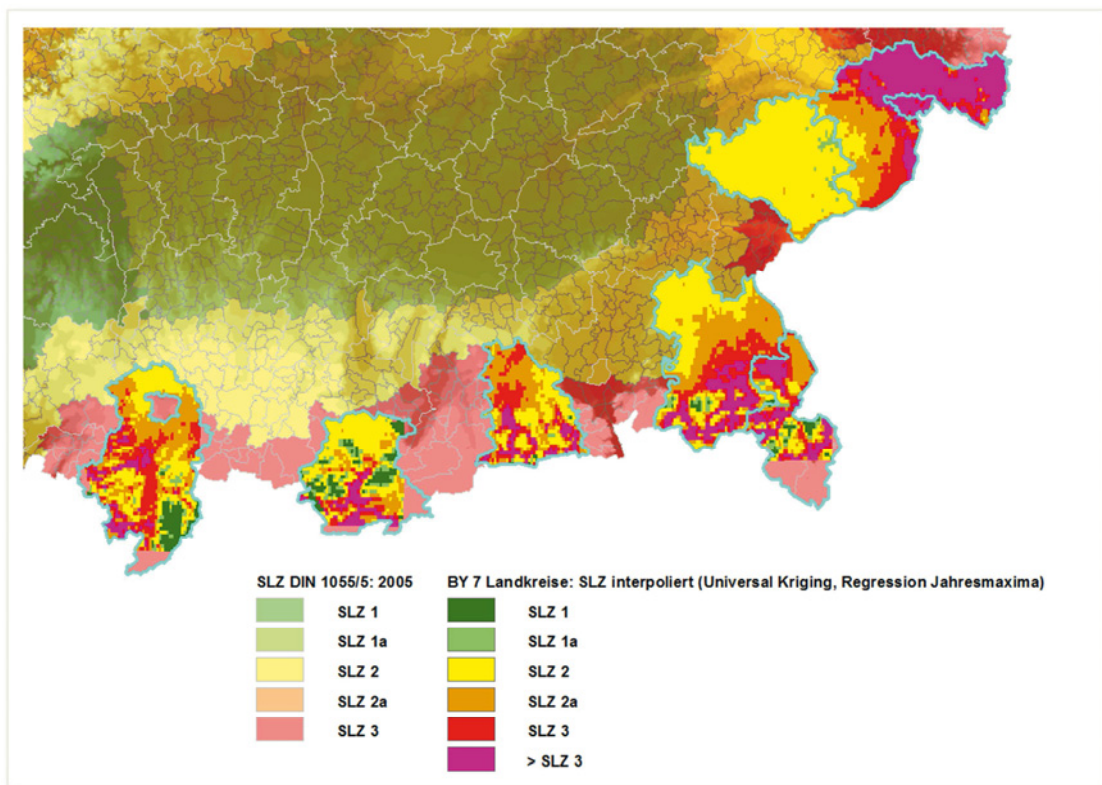 SLZ DIN 1055/5: 2005
SLZ 1
SLZ 1a
SLZ 2
SLZ 2a
SLZ 3
BY 7 Landkreise: SLZ interpoliert (Universal Kriging, Regression Jahresmaxima)
SLZ 1
SLZ 1a
SLZ 2
SLZ 2a
SLZ 3
> SLZ 3